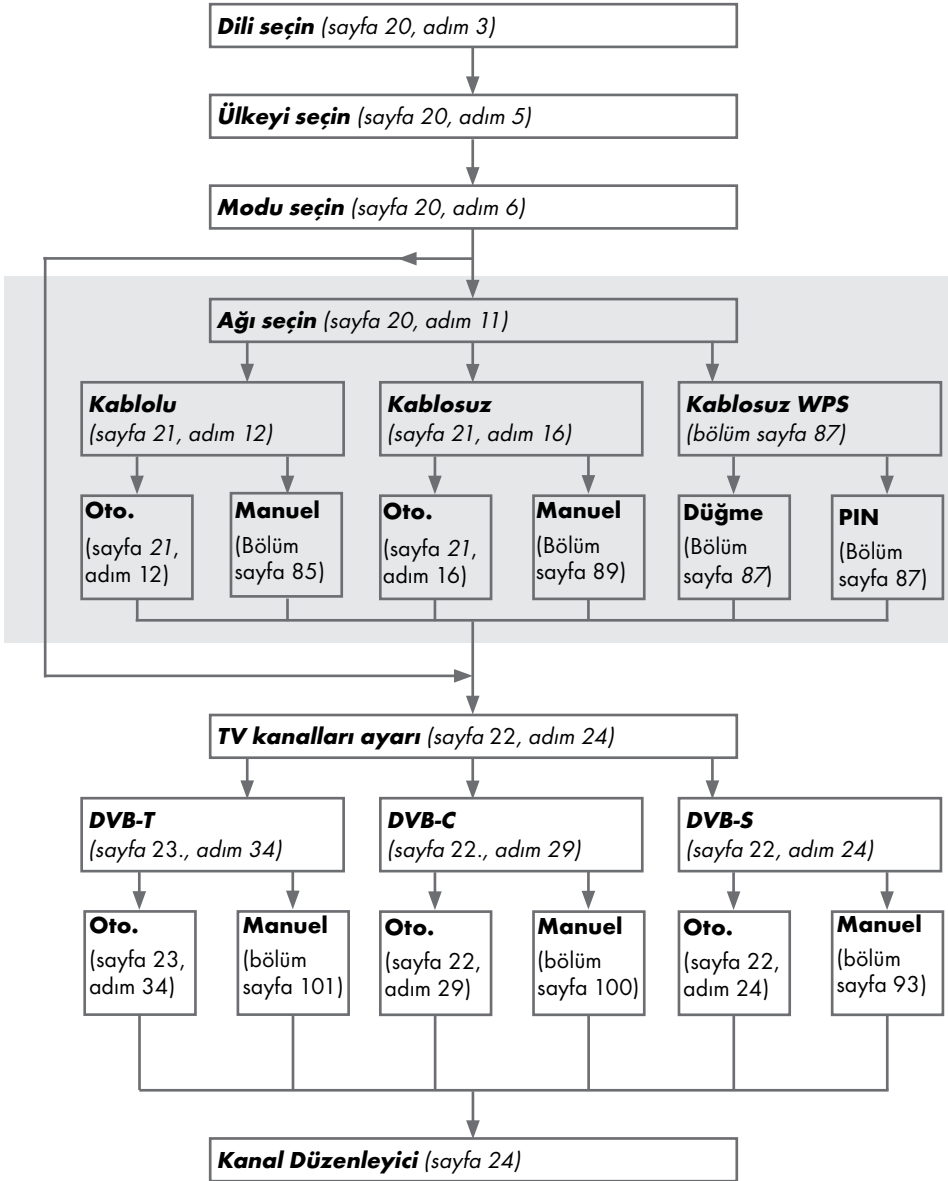 Dili seçin (sayfa 20, adım 3)
Ülkeyi seçin (sayfa 20, adım 5)
Modu seçin (sayfa 20, adım 6)
Ağı seçin (sayfa 20, adım 11)
Kablolu
(sayfa 21, adım 12)
Kablosuz
(sayfa 21, adım 16)
Kablosuz WPS
(bölüm sayfa 87)
Oto.
(sayfa 21,
adım 12)
Manuel
(Bölüm
sayfa 85)
Oto.
(sayfa 21,
adım 16)
Manuel
(Bölüm
sayfa 89)
Düğme
(Bölüm
sayfa 87)
PIN
(Bölüm
sayfa 87)
TV kanalları ayarı (sayfa 22, adım 24)
DVB-T
(sayfa 23., adım 34)
DVB-C
(sayfa 22., adım 29)
DVB-S
(sayfa 22, adım 24)
Oto.
(sayfa 23,
adım 34)
Manuel
(bölüm
sayfa 101)
Oto.
(sayfa 22,
adım 29)
Manuel
(bölüm
sayfa 100)
Oto.
(sayfa 22,
adım 24)
Manuel
(bölüm
sayfa 93)
Kanal Düzenleyici (sayfa 24)